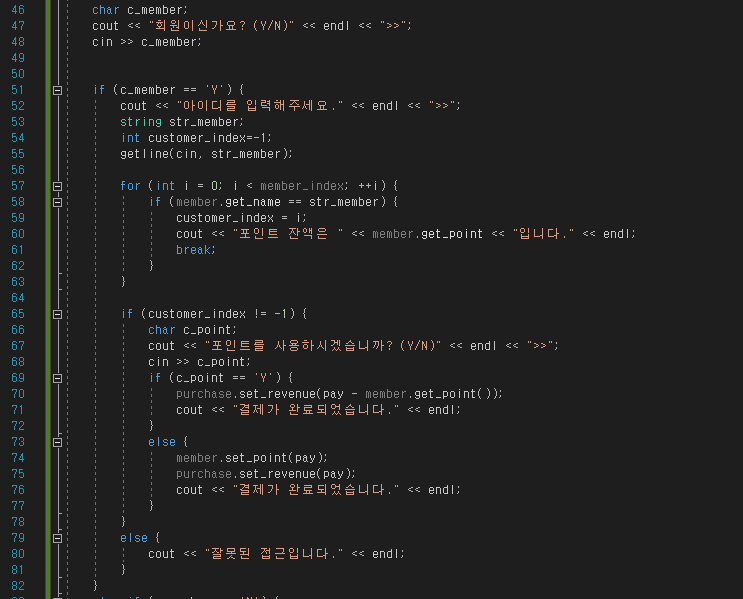 46 char c_member;
47 cout << "회원이신가요? (Y/N)" << endl << ">>";
48 cin >> c_member;
49
50
51 if (c_member == 'Y') {
52 cout << "아이디를 입력해주세요." << endl << ">>";
53 string str_member;
54 int customer_index=-1;
55 getline(cin, str_member);
56
57 for (int i = 0; i < member_index; ++i) {
58 if (member.get_name == str_member) {
59 customer_index = i;
60 cout << "포인트 잔액은 " << member.get_point << "입니다." << endl;
61 break;
62 }
63 }
64
65 if (customer_index != -1) {
66 char c_point;
67 cout << "포인트를 사용하시겠습니까? (Y/N)" << endl << ">>";
68 cin >> c_point;
69 if (c_point == 'Y') {
70 purchase.set_revenue(pay - member.get_point());
71 cout << "결제가 완료되었습니다." << endl;
72 }
73 else {
74 member.set_point(pay);
75 purchase.set_revenue(pay);
76 cout << "결제가 완료되었습니다." << endl;
77 }
78 }
79 else {
80 cout << "잘못된 접근입니다." << endl;
81 }
82 }